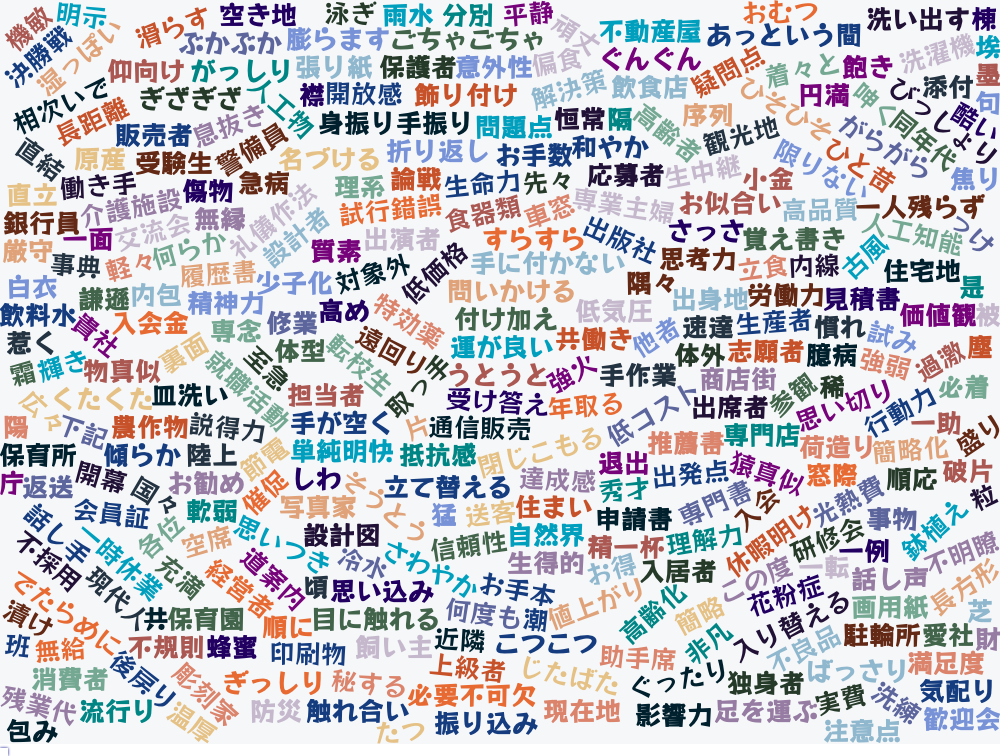 機敏 明示 滑らす 空き地 泳ぎ 雨水 分別 平静 おむつ 洗い出す 棟
決勝戦 湿っぽい ぶかぶか 膨らます ごちゃごちゃ 不動産屋 あっという間 洗濯機 埃
仰向け がっしり 張り紙 保護者 意外性 偏食 ぐんぐん 疑問点 着々と 飽き 墨
相次いで ぎざぎざ 人工物 襟 開放感 飾り付け 解決策 飲食店 ひそひそ 円満 呻く びっしょり 添付 句
長距離 販売者 息抜き 身振り手振り 問題点 恒常 隔 高齢者 序列 観光地 がらがら 同年代 酷い
直結 原産 受験生 警備員 名づける 折り返し お手数 和やか 生中継 限りない ひと昔 焦り
直立 働き手 傷物 急病 理系 論戦 生命力 先々 応募者 小金
銀行員 介護施設 無縁 礼儀作法 試行錯誤 食器類 車窓 専業主婦 お似合い 高品質 一人残らず
厳守 一面 交流会 何らか 設計者 質素 出演者 すらすら 出版社 さっさ 覚え書き 人工知能 っけ
事典 軽々 履歴書 少子化 対象外 低価格 手に付かない 思考力 立食 内線 古風 住宅地
白衣 謙遜 内包 精神力 高め 特効薬 問いかける 隅々 出身地 労働力 見積書 是
飲料水 貴社 入会金 専念 修業 付け加え 低気圧 他者 速達 生産者 慣れ 試み 価値観 被
惹く 裏面 至急 体型 転校生 遠回り 運が良い 共働き 体外 志願者 臆病 強弱 過激 塵
霜 輝き 物真似 就職活動 取っ手 うとうと 強火 手作業 商店街 参観 稀 必着
広々 くたくた 皿洗い 担当者 受け答え 年取る 低コスト 出席者 思い切り 行動力 一助
陽 下記 農作物 説得力 手が空く 片 通信販売 推薦書 専門店 荷造り 簡略化 盛り
保育所 傾らか 陸上 節電 単純明快 抵抗感 閉じこもる 退出 出発点 猿真似 窓際 順応 破片
庁 返送 開幕 国々 お勧め 催促 しわ そうとう 立て替える 達成感 秀才 専門書 入会 光熱費 粒
話し手 会員証 各位 軟弱 写真家 猛 送客 住まい 申請書 休暇明け 事物 鉢植え
不採用 一時休業 空席 思いつき 設計図 さわやか 信頼性 自然界 精一杯 理解力 研修会 一例 不明瞭
でたらめに 現代人 充満 経営者 道案内 冷水 頃 思い込み お手本 生得的 お得 入居者 この度 一転 話し声 長方形
漬け 共 保育園 順に 目に触れる 何度も 潮 値上がり 高齢化 簡略 花粉症 画用紙 芝
班 無給 不規則 蜂蜜 印刷物 飼い主 近隣 こつこつ 非凡 入り替える 駐輪所 愛社 財
消費者 後戻り 彫刻家 ぎっしり 秘する 上級者 じたばた 助手席 ぐったり 不良品 ばっさり 満足度
残業代 流行り 温厚 防災 触れ合い 必要不可欠 現在地 独身者 影響力 足を運ぶ 実費 洗練 気配り
包み たつ 振り込み 注意点 歓迎会